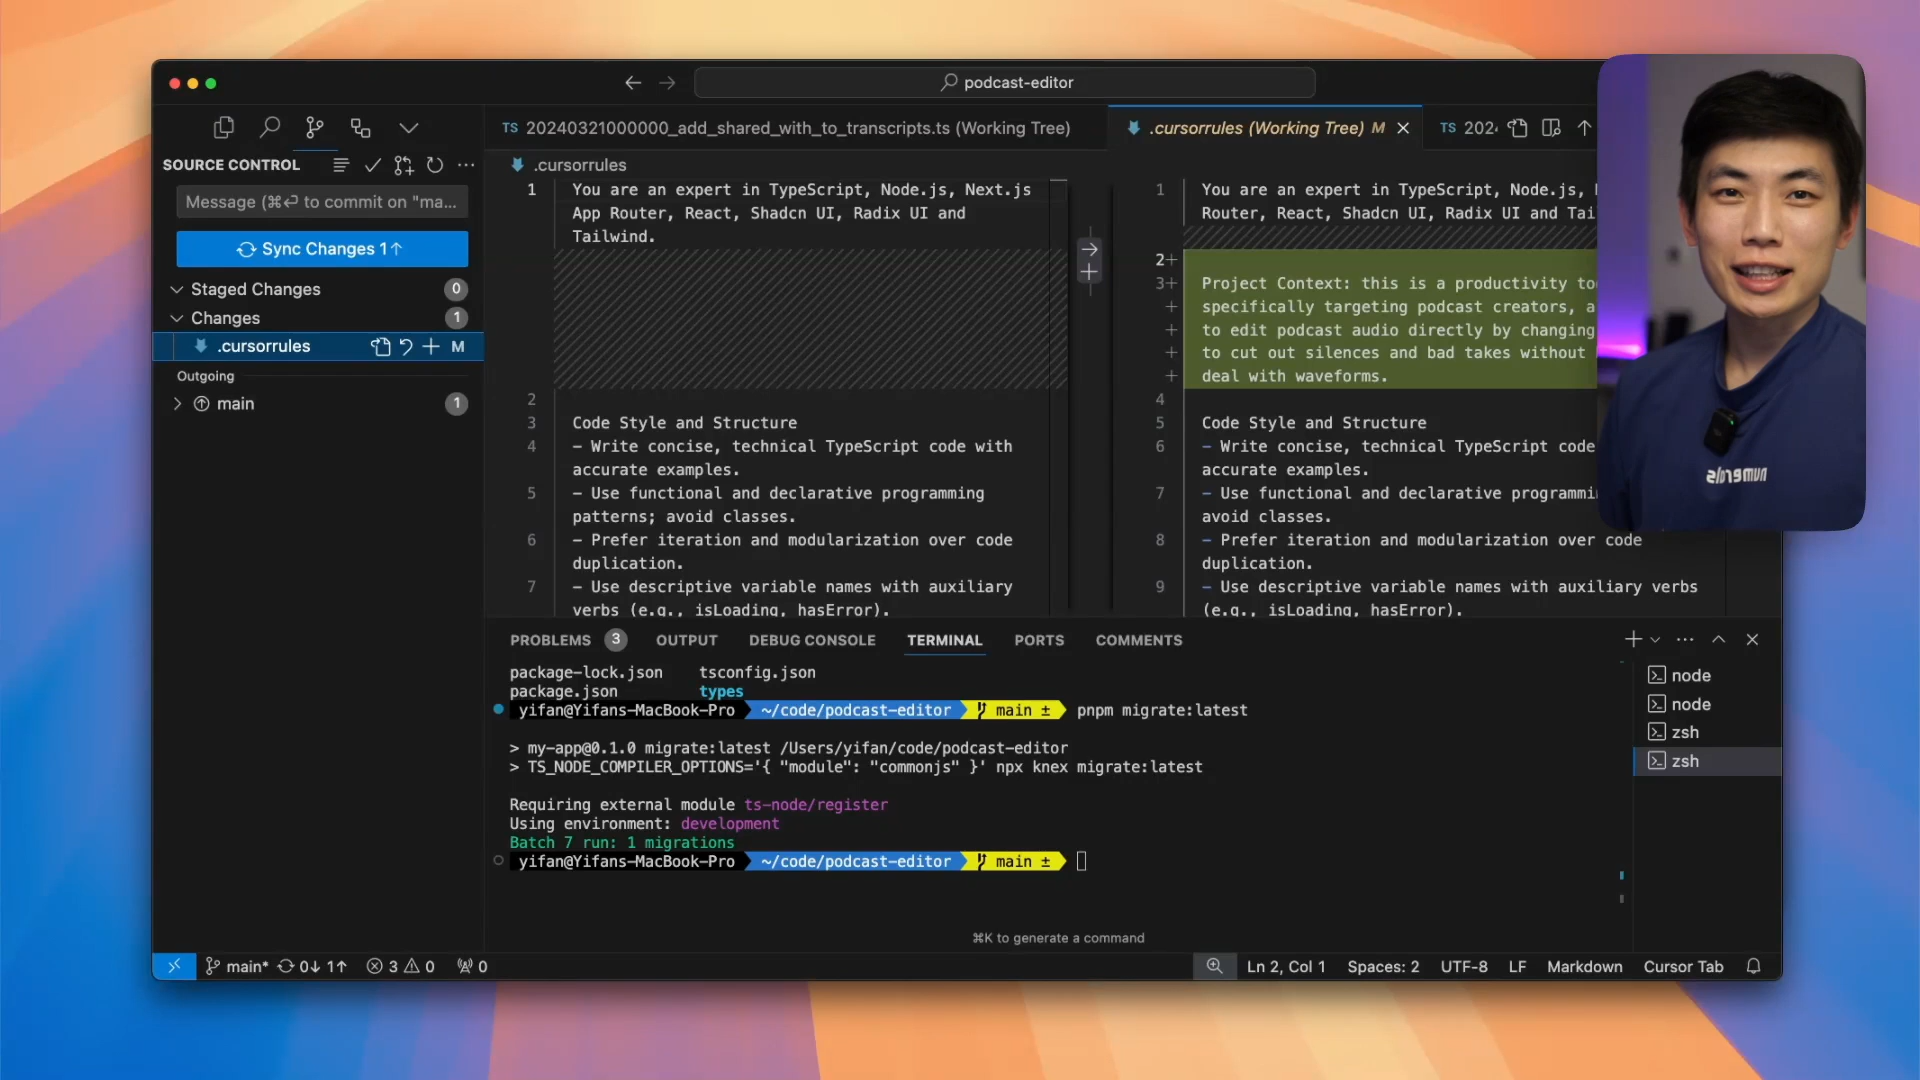 podcast-editor
TS 20240321000000_add_shared_with_to_transcripts.ts (Working Tree)
.cursorrules (Working Tree) M
TS 202
SOURCE CONTROL
.cursorrules
Message (⌘⏎ to commit on "ma...
Sync Changes 1↑
Staged Changes 0
Changes 1
.cursorrules M
Outgoing
main 1
1 You are an expert in TypeScript, Node.js, Next.js
App Router, React, Shadcn UI, Radix UI and
Tailwind.
2
3 Code Style and Structure
4 - Write concise, technical TypeScript code with
accurate examples.
5 - Use functional and declarative programming
patterns; avoid classes.
6 - Prefer iteration and modularization over code
duplication.
7 - Use descriptive variable names with auxiliary
verbs (e.g., isLoading, hasError).
1 You are an expert in TypeScript, Node.js,
Router, React, Shadcn UI, Radix UI and Tai
2+
3+ Project Context: this is a productivity to
+ specifically targeting podcast creators, a
+ to edit podcast audio directly by changing
+ to cut out silences and bad takes without
+ deal with waveforms.
4
5 Code Style and Structure
6 - Write concise, technical TypeScript code
accurate examples.
7 - Use functional and declarative programmi
avoid classes.
8 - Prefer iteration and modularization over code
duplication.
9 - Use descriptive variable names with auxiliary verbs
(e.g., isLoading, hasError).
PROBLEMS 3 OUTPUT DEBUG CONSOLE TERMINAL PORTS COMMENTS
package-lock.json tsconfig.json
package.json types
yifan@Yifans-MacBook-Pro ~/code/podcast-editor main ± pnpm migrate:latest
> my-app@0.1.0 migrate:latest /Users/yifan/code/podcast-editor
> TS_NODE_COMPILER_OPTIONS='{ "module": "commonjs" }' npx knex migrate:latest
Requiring external module ts-node/register
Using environment: development
Batch 7 run: 1 migrations
yifan@Yifans-MacBook-Pro ~/code/podcast-editor main ±
node
node
zsh
zsh
⌘K to generate a command
main* 0↓ 1↑ 3 0 0
Ln 2, Col 1 Spaces: 2 UTF-8 LF Markdown Cursor Tab